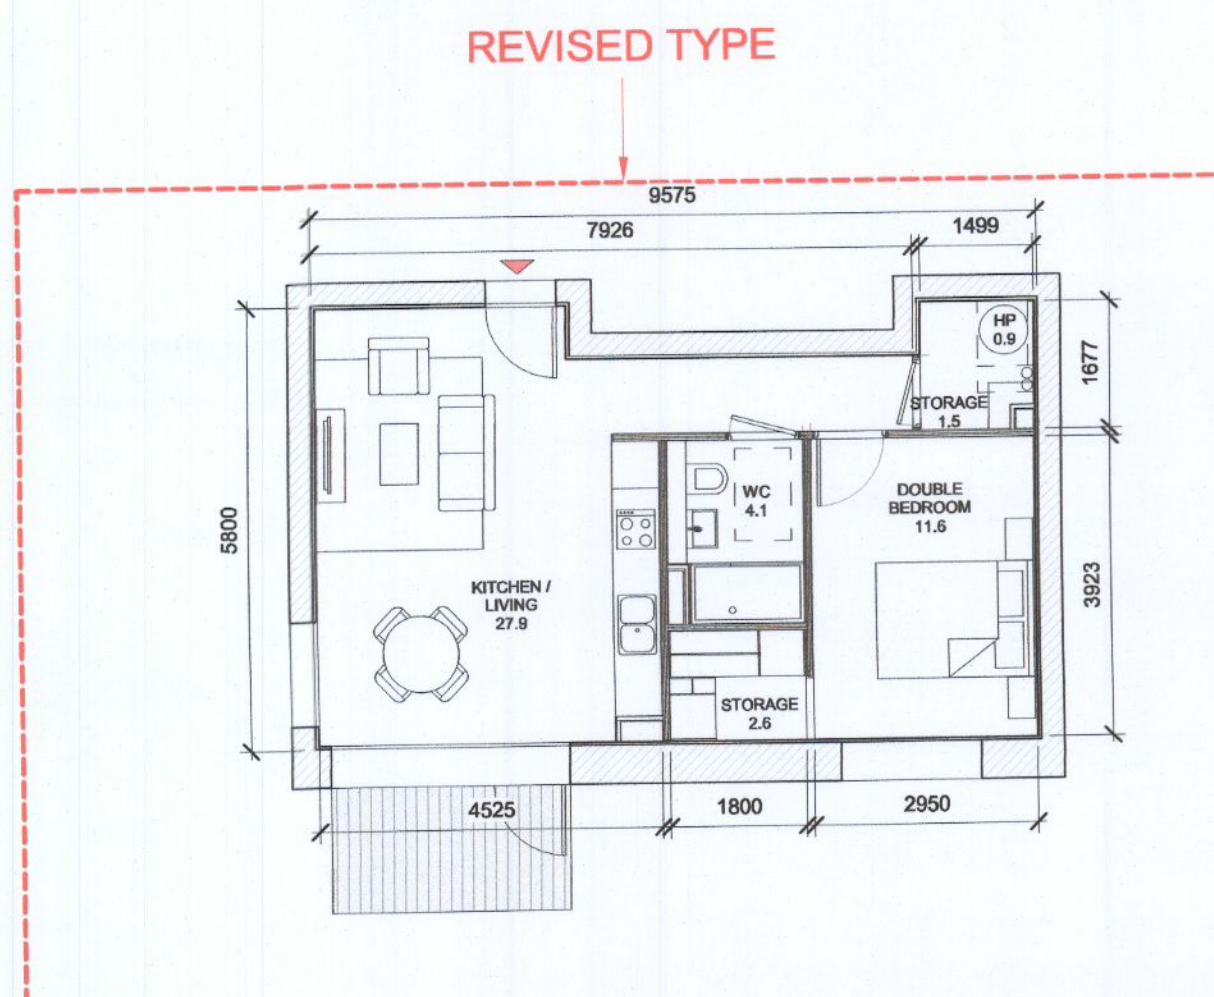 REVISED TYPE
9575
7926
1499
HP
0.9
1677
STORAGE
1.5
WC
4.1
DOUBLE
BEDROOM
11.6
5800
KITCHEN /
LIVING
27.9
3923
STORAGE
2.6
4525
1800
2950